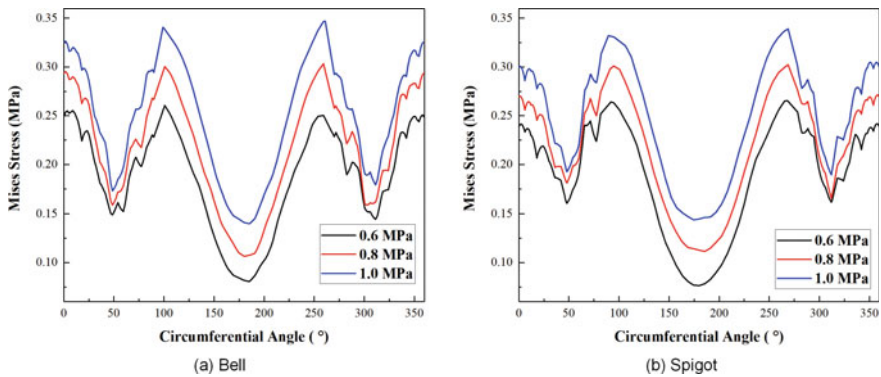 0.35
0.30
0.25
0.20
0.15
0.10
Mises Stress (MPa)
0.6 MPa
0.8 MPa
1.0 MPa
0 50 100 150 200 250 300 350
Circumferential Angle ( ° )
(a) Bell
0.35
0.30
0.25
0.20
0.15
0.10
Mises Stress (MPa)
0.6 MPa
0.8 MPa
1.0 MPa
0 50 100 150 200 250 300 350
Circumferential Angle ( ° )
(b) Spigot